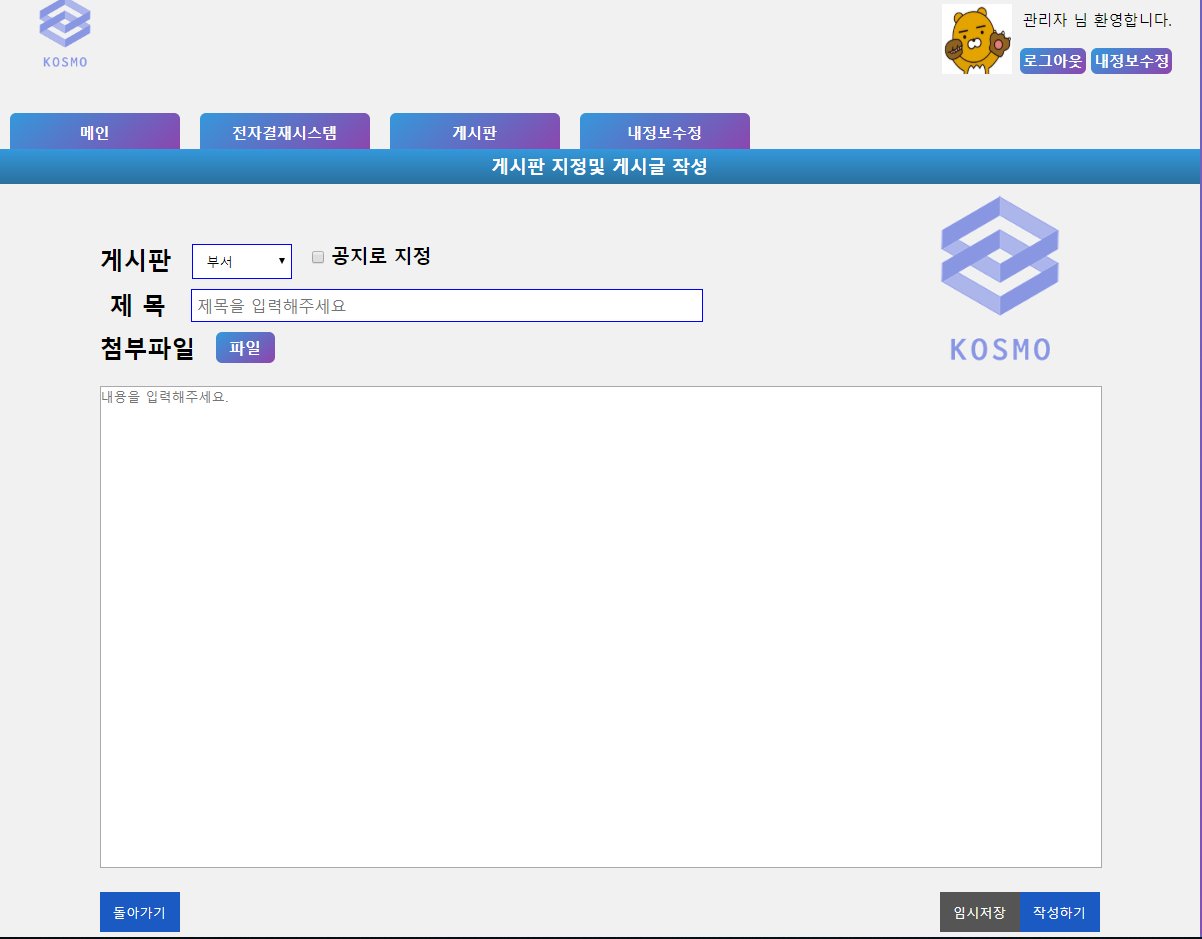 KOSMO
관리자 님 환영합니다.
로그아웃 내정보수정
메인 전자결재시스템 게시판 내정보수정
게시판 지정및 게시글 작성
게시판 부서 공지로 지정
제 목 제목을 입력해주세요
첨부파일 파일
KOSMO
내용을 입력해주세요.
돌아가기 임시저장 작성하기